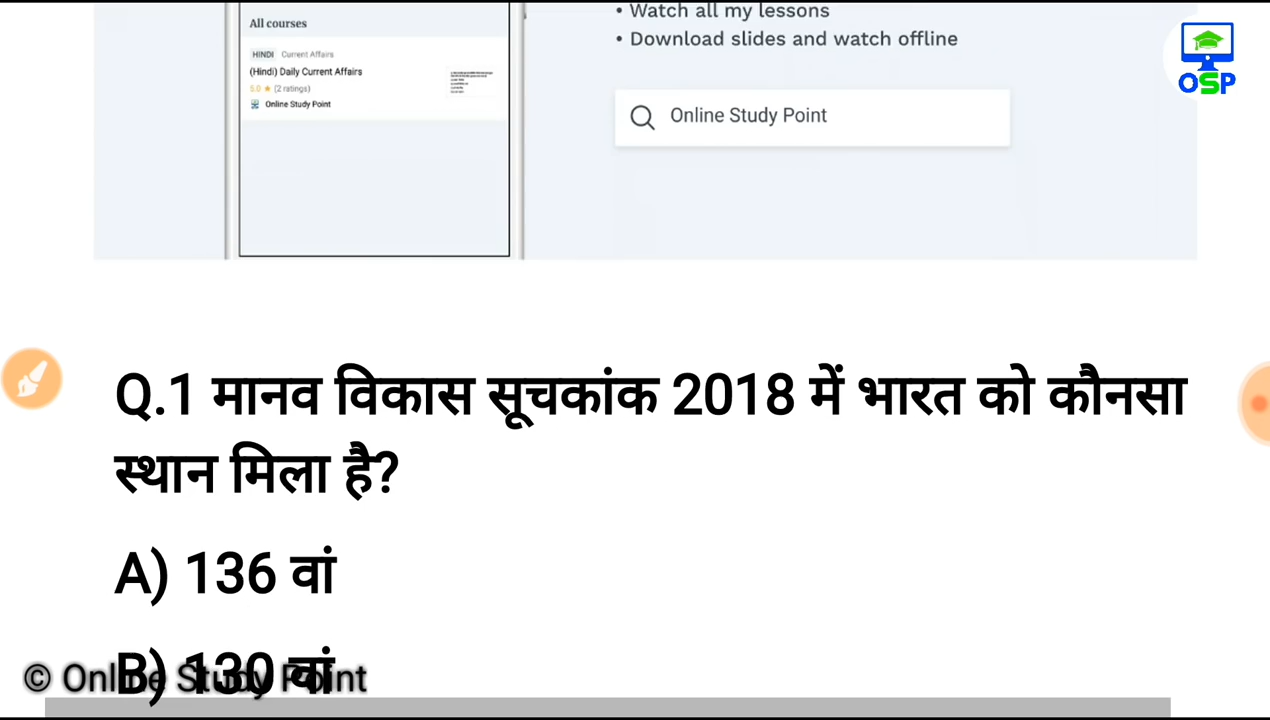 All courses
HINDI Current Affairs
(Hindi) Daily Current Affairs
5.0 ★ (2 ratings)
Online Study Point
• Watch all my lessons
• Download slides and watch offline
Online Study Point
OSP
Q.1 मानव विकास सूचकांक 2018 में भारत को कौनसा
स्थान मिला है?
A) 136 वां
B) 130 वां
© Online Study Point